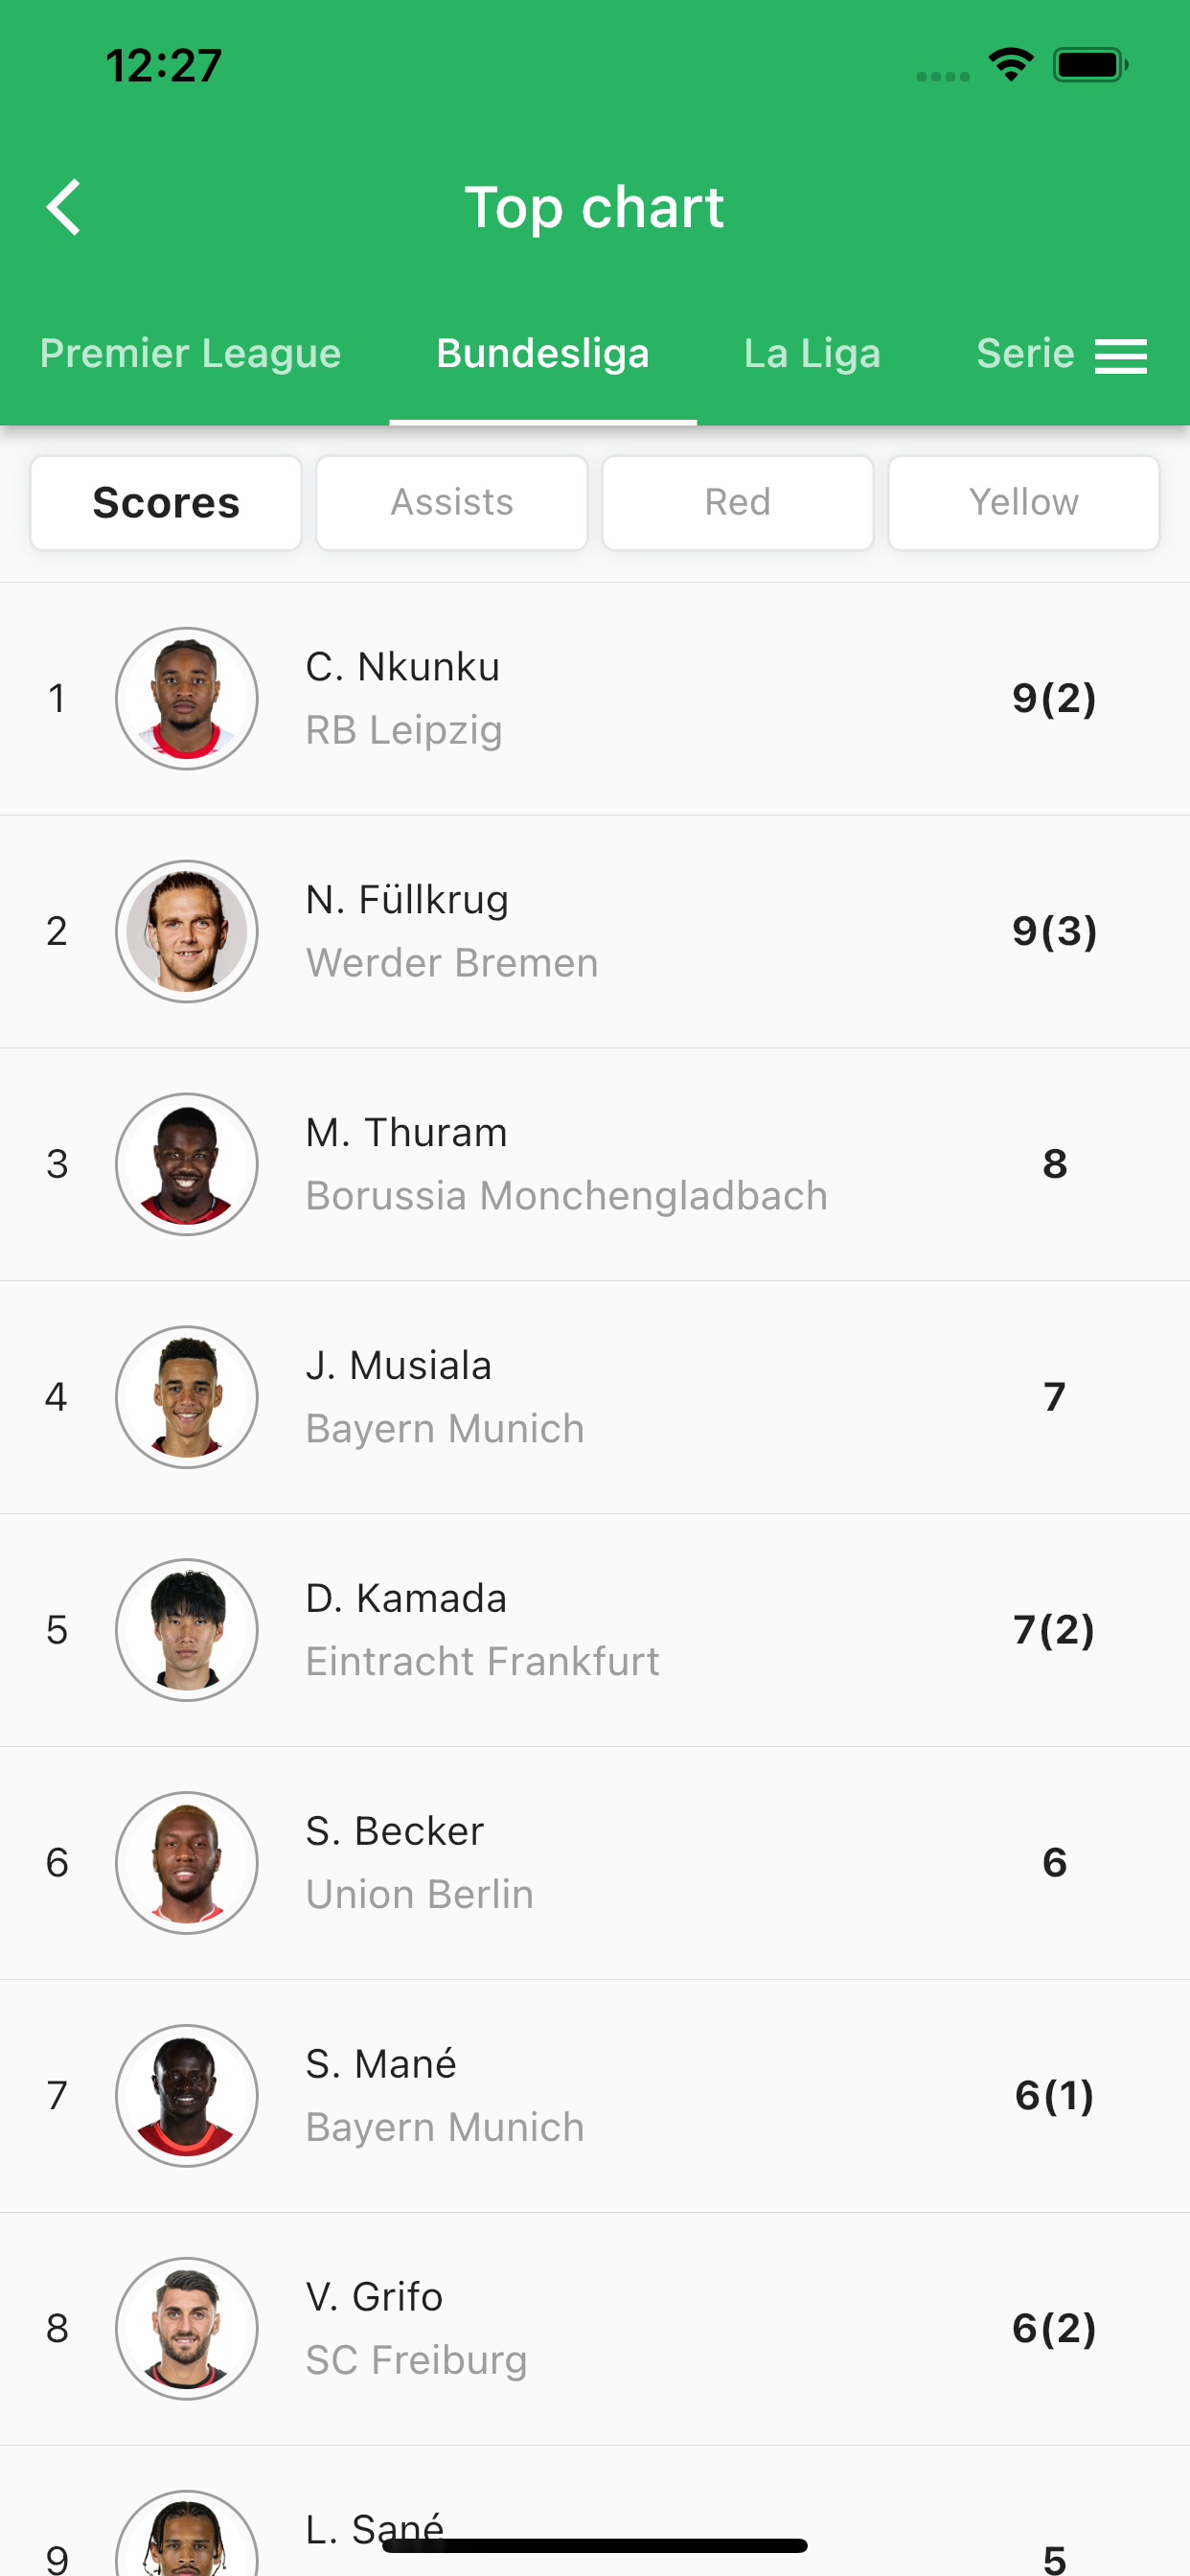 12:27
Top chart
Premier League Bundesliga La Liga Serie
Scores Assists Red Yellow
1 C. Nkunku 9(2)
RB Leipzig
2 N. Füllkrug 9(3)
Werder Bremen
3 M. Thuram 8
Borussia Monchengladbach
4 J. Musiala 7
Bayern Munich
5 D. Kamada 7(2)
Eintracht Frankfurt
6 S. Becker 6
Union Berlin
7 S. Mané 6(1)
Bayern Munich
8 V. Grifo 6(2)
SC Freiburg
9 L. Sané 5